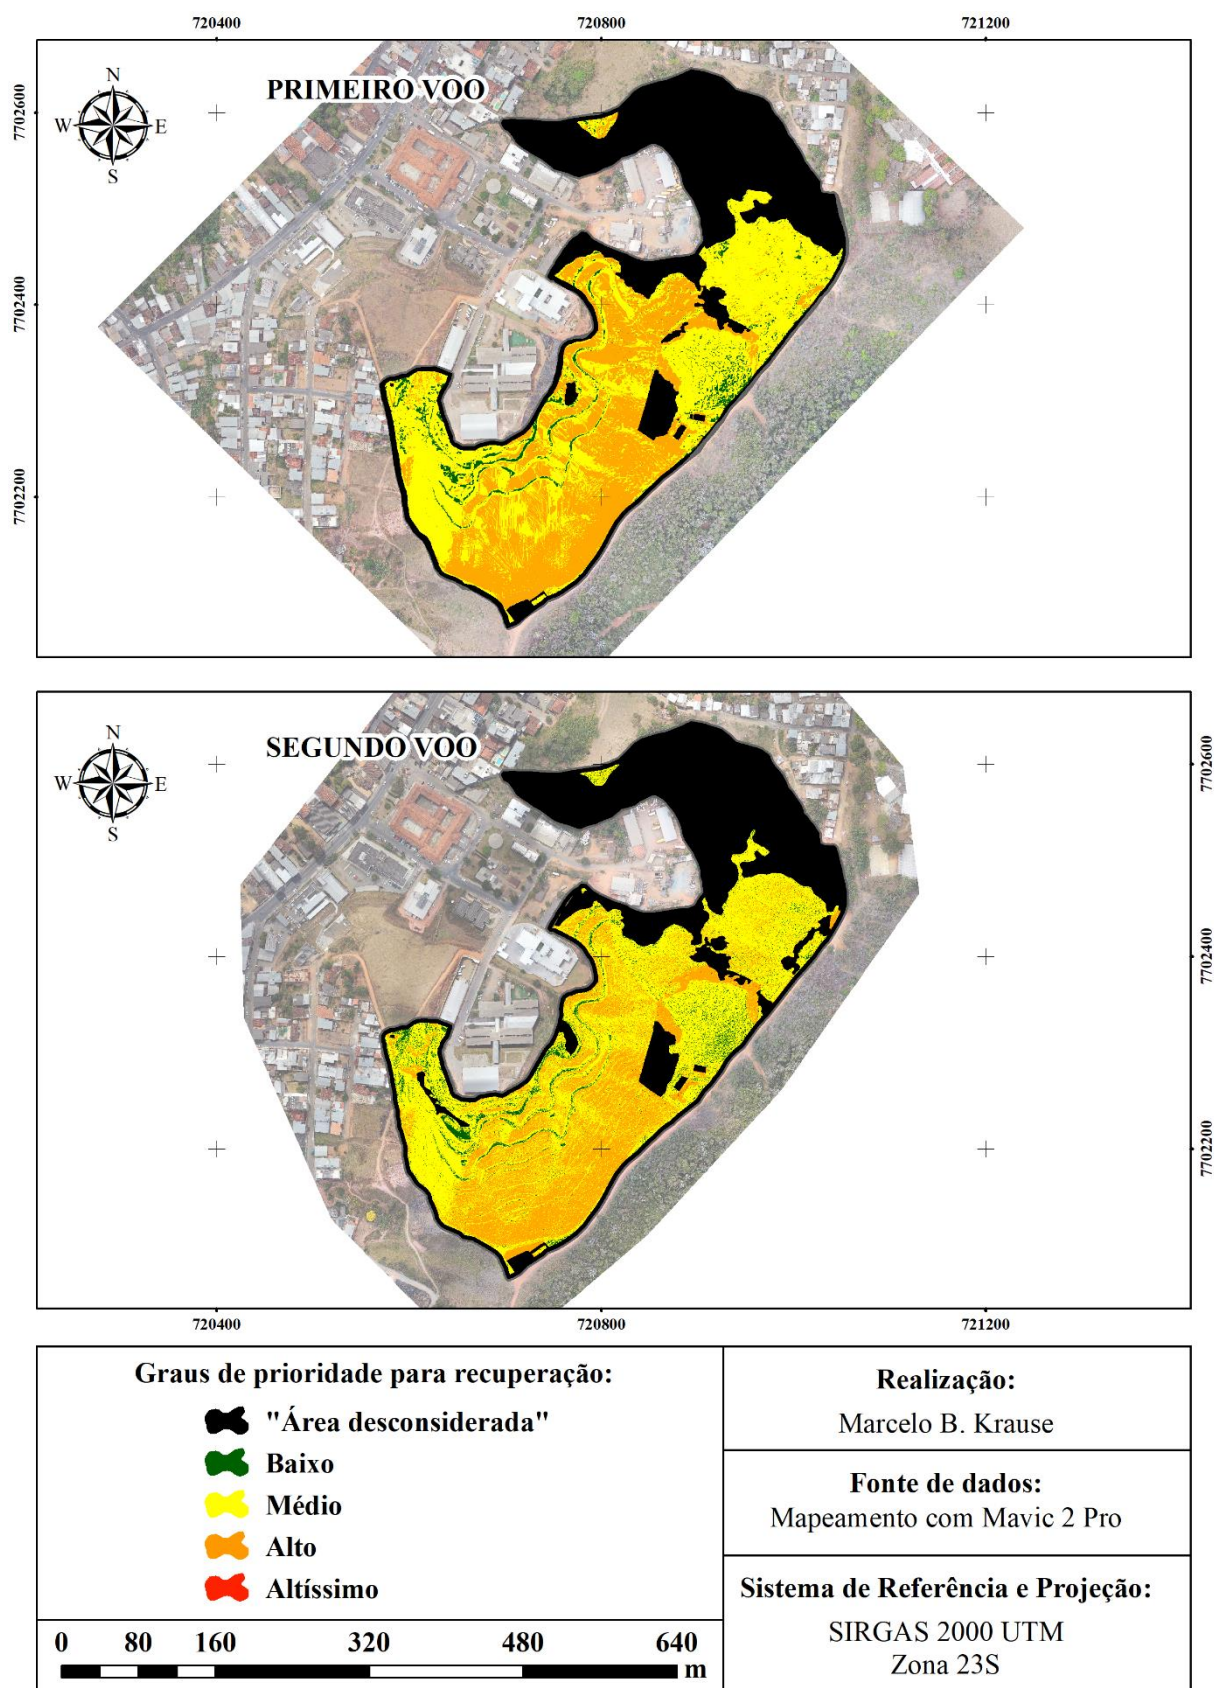 720400
720800
721200
PRIMEIRO VOO
N
W
E
S
7702600
7702400
7702200
SEGUNDO VOO
N
W
E
S
7702600
7702400
7702200
720400
720800
721200
Graus de prioridade para recuperação:
"Área desconsiderada"
Baixo
Médio
Alto
Altíssimo
0 80 160 320 480 640
m
Realização:
Marcelo B. Krause
Fonte de dados:
Mapeamento com Mavic 2 Pro
Sistema de Referência e Projeção:
SIRGAS 2000 UTM
Zona 23S